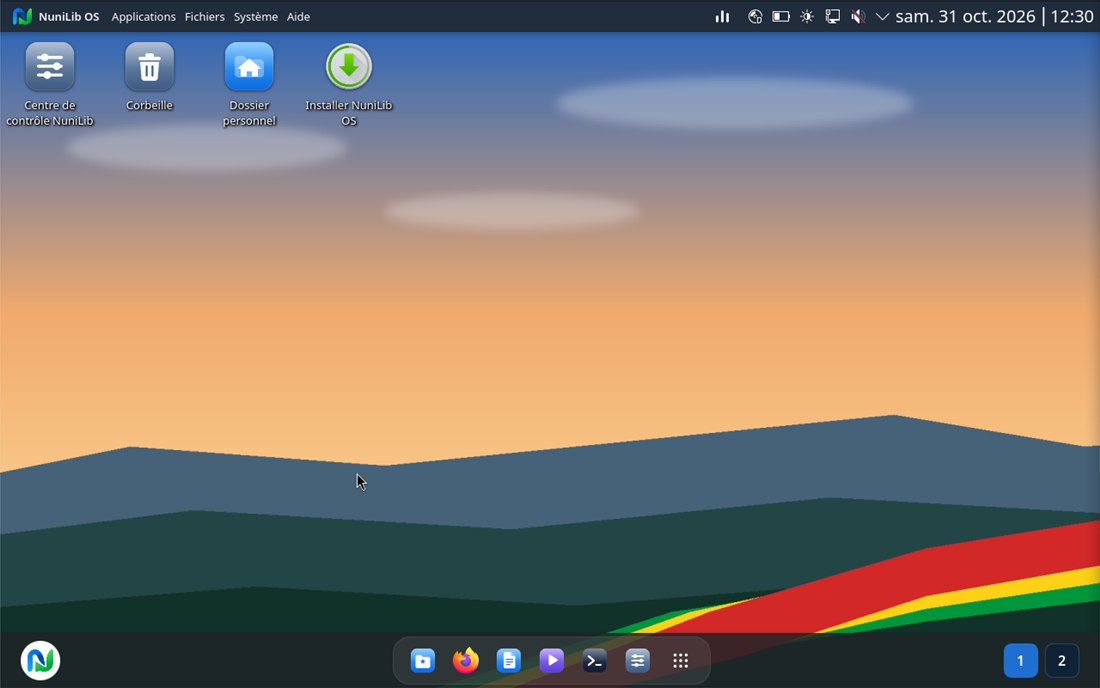 NuniLib OS Applications Fichiers Système Aide sam. 31 oct. 2026 | 12:30
Centre de contrôle NuniLib
Corbeille
Dossier personnel
Installer NuniLib OS
1 2